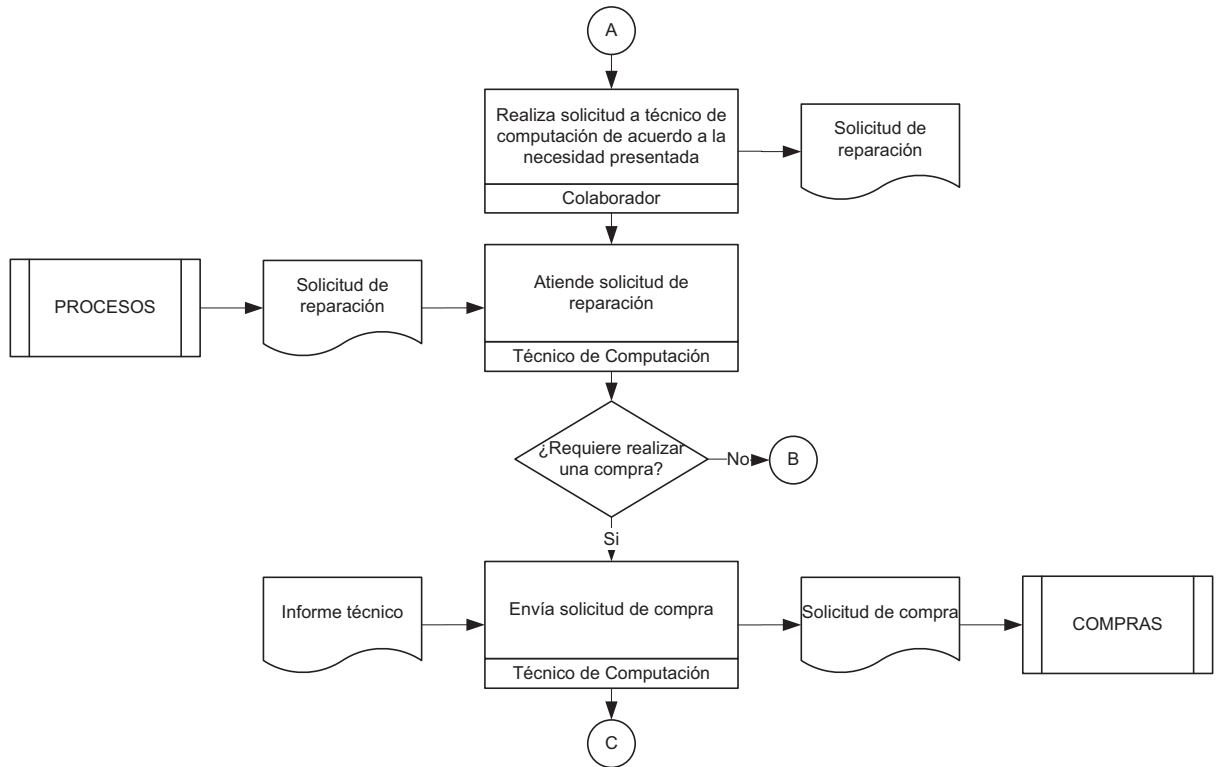 A
Realiza solicitud a técnico de
computación de acuerdo a la
necesidad presentada
Colaborador
Solicitud de
reparación
PROCESOS
Solicitud de
reparación
Atiende solicitud de
reparación
Técnico de Computación
¿Requiere realizar
una compra?
No
B
Si
Informe técnico
Envía solicitud de compra
Técnico de Computación
Solicitud de compra
COMPRAS
C